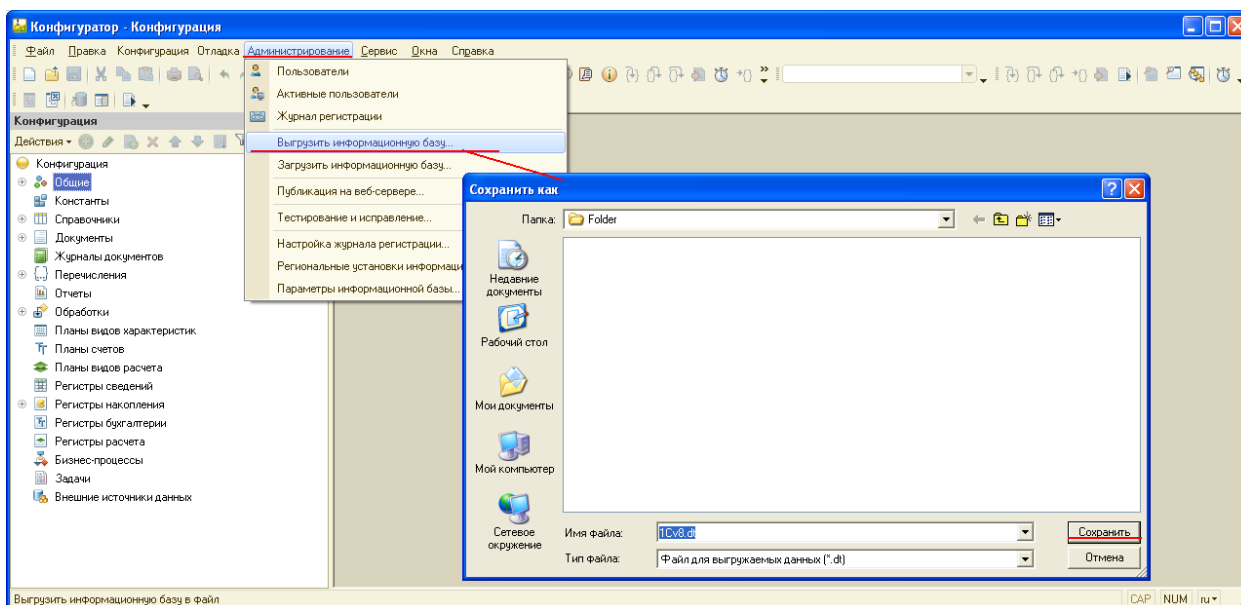 Конфигуратор - Конфигурация
Файл Правка Конфигурация Отладка Администрирование Сервис Окна Справка
Пользователи
Активные пользователи
Журнал регистрации
Выгрузить информационную базу...
Загрузить информационную базу...
Публикация на веб-сервере...
Тестирование и исправление...
Настройка журнала регистрации...
Региональные установки информаци
Параметры информационной базы...
Конфигурация
Действия
Конфигурация
Общие
Константы
Справочники
Документы
Журналы документов
Перечисления
Отчеты
Обработки
Планы видов характеристик
Планы счетов
Планы видов расчета
Регистры сведений
Регистры накопления
Регистры бухгалтерии
Регистры расчета
Бизнес-процессы
Задачи
Внешние источники данных
Сохранить как
Папка: Folder
Недавние
документы
Рабочий стол
Мои документы
Мой компьютер
Сетевое
окружение
Имя файла: 1Cv8.dt Сохранить
Тип файла: Файл для выгружаемых данных (*.dt) Отмена
Выгрузить информационную базу в файл CAP NUM ru